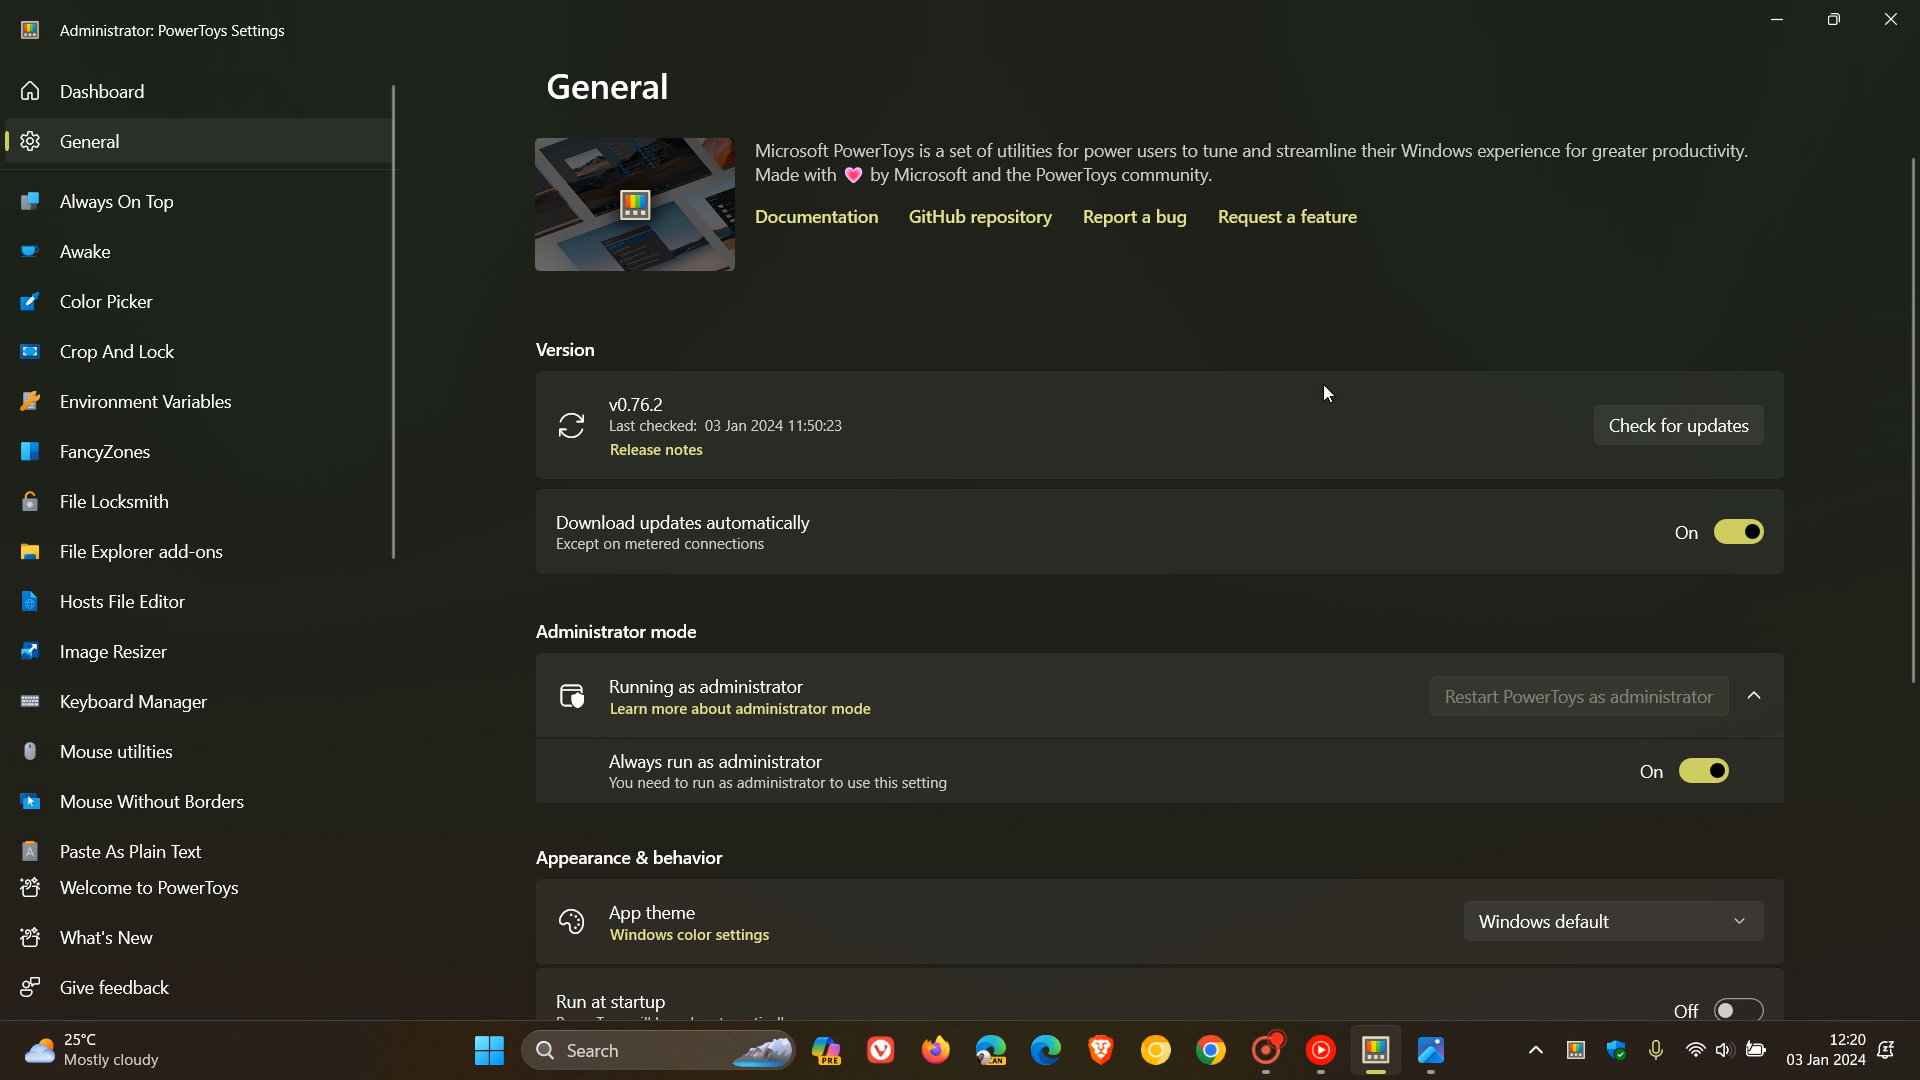 Administrator: PowerToys Settings
Dashboard
General
Always On Top
Awake
Color Picker
Crop And Lock
Environment Variables
FancyZones
File Locksmith
File Explorer add-ons
Hosts File Editor
Image Resizer
Keyboard Manager
Mouse utilities
Mouse Without Borders
Paste As Plain Text
Welcome to PowerToys
What's New
Give feedback
General
Microsoft PowerToys is a set of utilities for power users to tune and streamline their Windows experience for greater productivity.
Made with 💗 by Microsoft and the PowerToys community.
Documentation GitHub repository Report a bug Request a feature
Version
v0.76.2
Last checked: 03 Jan 2024 11:50:23
Release notes
Check for updates
Download updates automatically
Except on metered connections
On
Administrator mode
Running as administrator
Learn more about administrator mode
Restart PowerToys as administrator
Always run as administrator
You need to run as administrator to use this setting
On
Appearance & behavior
App theme
Windows color settings
Windows default
Run at startup
Off
25°C
Mostly cloudy
Search
PRE
CAN
12:20
03 Jan 2024